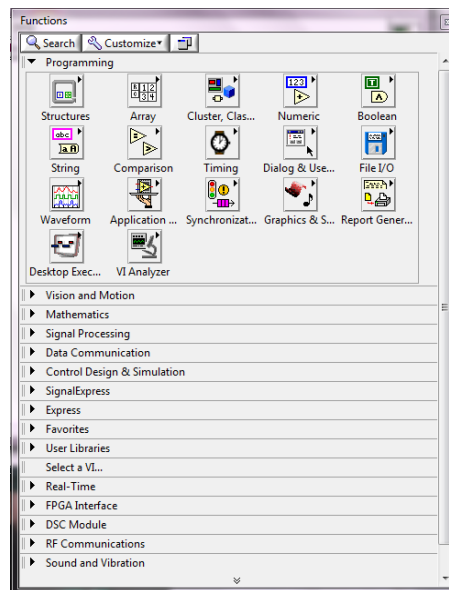 Functions
Search Customize
Programming
Structures Array Cluster, Clas... Numeric Boolean
String Comparison Timing Dialog & Use... File I/O
Waveform Application ... Synchronizat... Graphics & S... Report Gener...
Desktop Exec... VI Analyzer
Vision and Motion
Mathematics
Signal Processing
Data Communication
Control Design & Simulation
SignalExpress
Express
Favorites
User Libraries
Select a VI...
Real-Time
FPGA Interface
DSC Module
RF Communications
Sound and Vibration